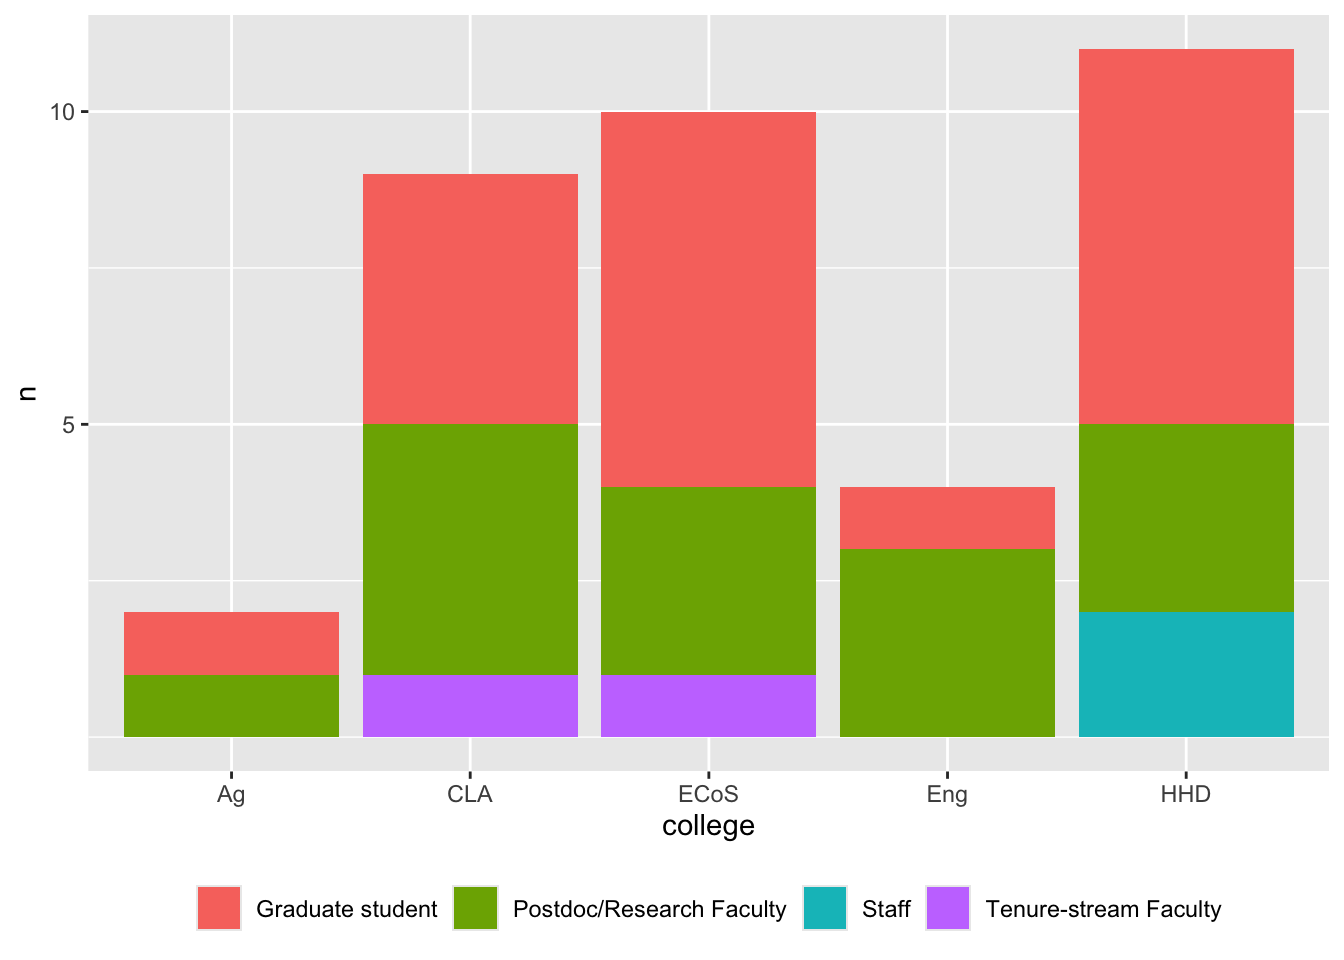 10
5
n
Ag CLA ECoS Eng HHD
college
Graduate student Postdoc/Research Faculty Staff Tenure-stream Faculty